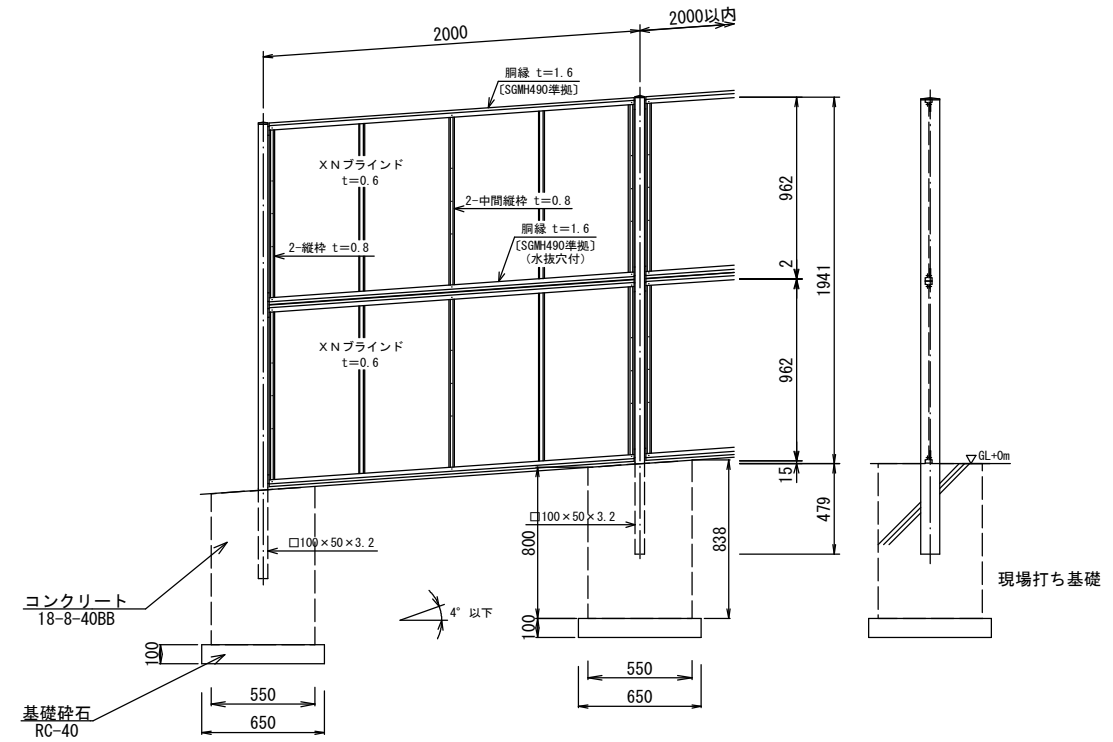 2000
2000以内
胴縁 t＝1.6
〔SGMH490準拠〕
XNブラインド
t＝0.6
2-中間縦枠 t＝0.8
胴縁 t＝1.6
〔SGMH490準拠〕
(水抜穴付)
2-縦枠 t＝0.8
XNブラインド
t＝0.6
962
2
962
15
1941
479
GL+0m
□100×50×3.2
□100×50×3.2
800
838
現場打ち基礎
コンクリート
18-8-40BB
4° 以下
100
100
550
650
550
650
基礎砕石
RC-40